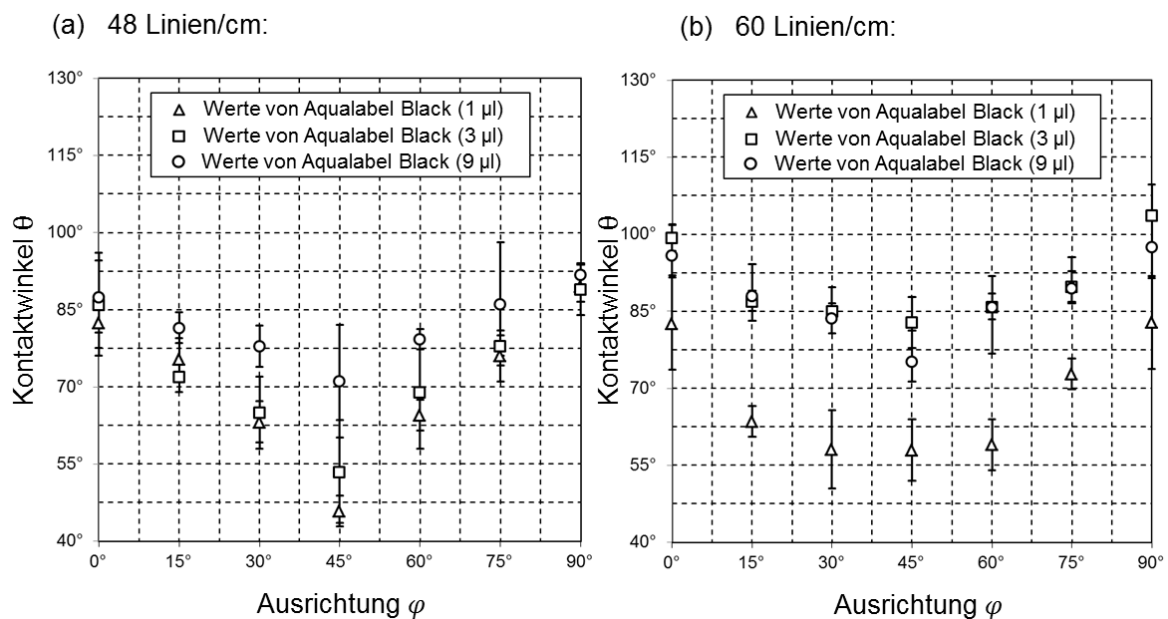 (a) 48 Linien/cm:
130°
115°
100°
85°
70°
55°
40°
Kontaktwinkel θ
Werte von Aqualabel Black (1 µl)
Werte von Aqualabel Black (3 µl)
Werte von Aqualabel Black (9 µl)
0° 15° 30° 45° 60° 75° 90°
Ausrichtung φ
(b) 60 Linien/cm:
130°
115°
100°
85°
70°
55°
40°
Kontaktwinkel θ
Werte von Aqualabel Black (1 µl)
Werte von Aqualabel Black (3 µl)
Werte von Aqualabel Black (9 µl)
0° 15° 30° 45° 60° 75° 90°
Ausrichtung φ